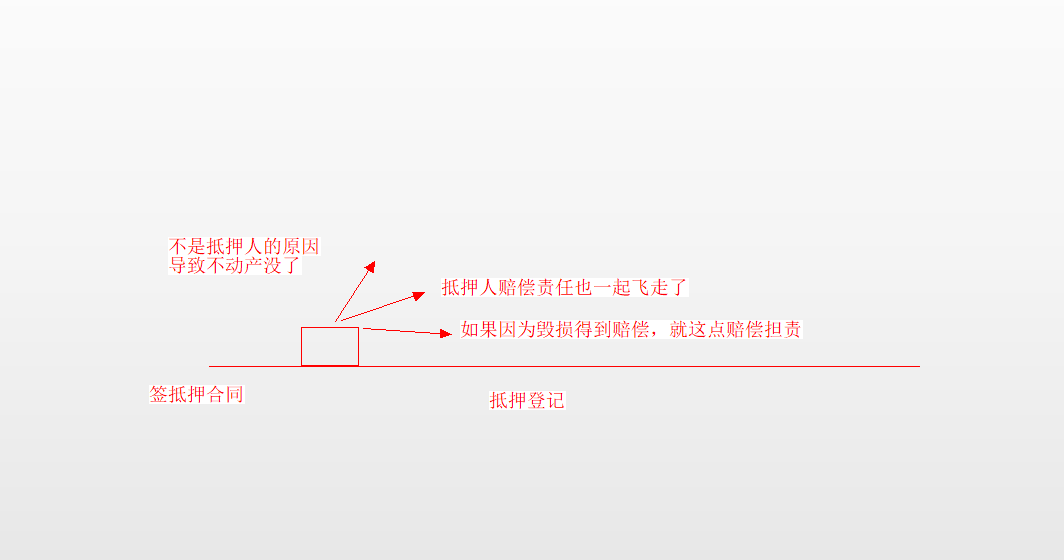 不是抵押人的原因
导致不动产没了
抵押人赔偿责任也一起飞走了
如果因为毁损得到赔偿，就这点赔偿担责
签抵押合同
抵押登记